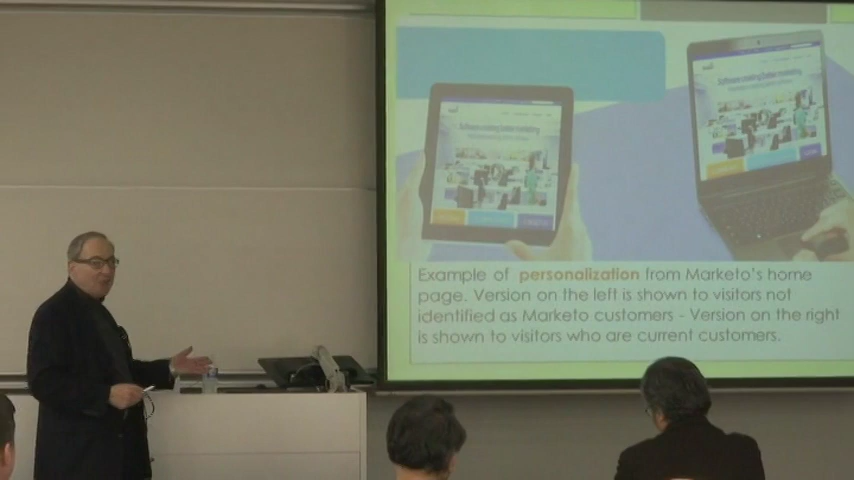 Example of personalization from Marketo's home
page. Version on the left is shown to visitors not
identified as Marketo customers - Version on the right
is shown to visitors who are current customers.